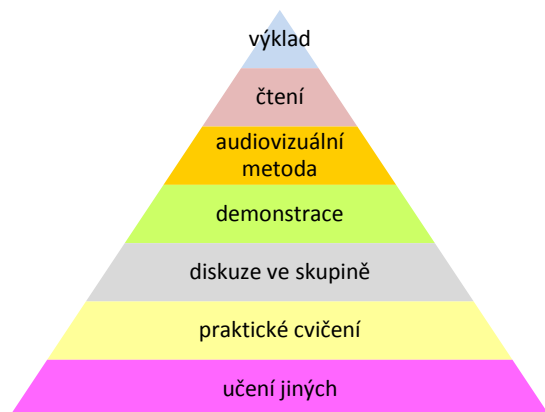 výklad
čtení
audiovizuální
metoda
demonstrace
diskuze ve skupině
praktické cvičení
učení jiných